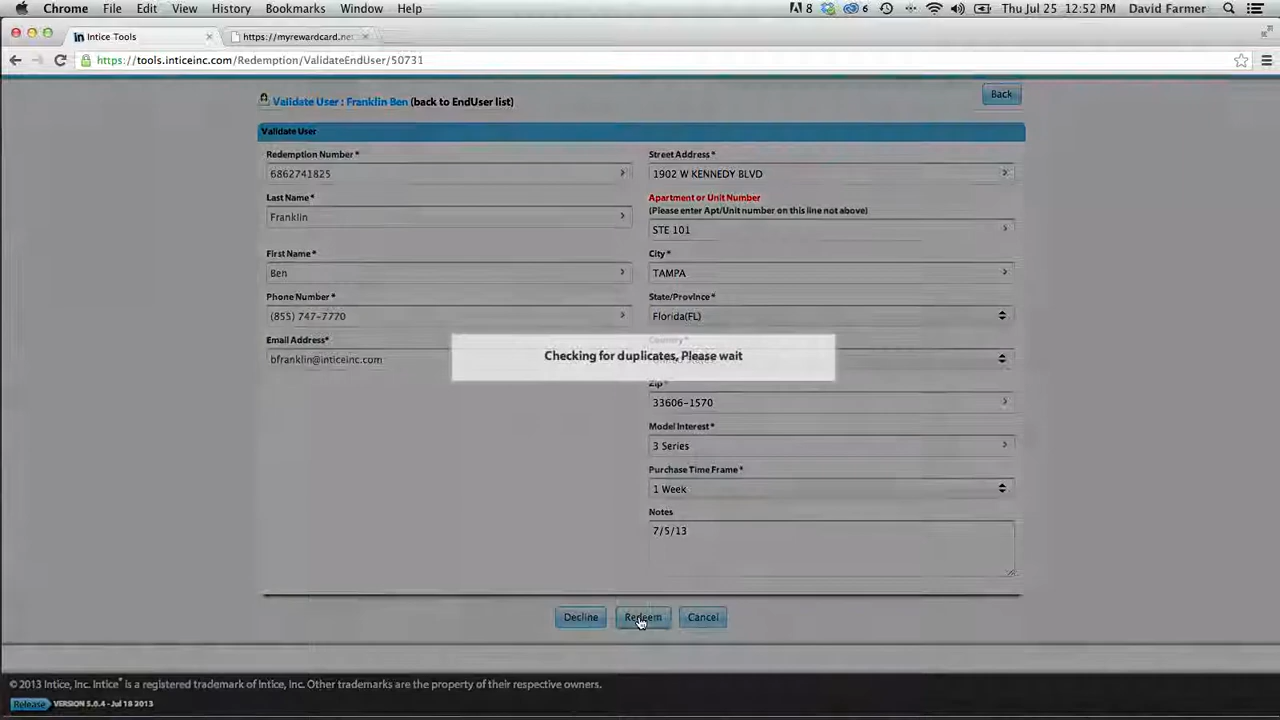 Chrome File Edit View History Bookmarks Window Help 8 6 Thu Jul 25 12:52 PM David Farmer
in Intice Tools × https://myrewardcard.ne ×
https://tools.inticeinc.com/Redemption/ValidateEndUser/50731
Validate User : Franklin Ben (back to EndUser list) Back
Validate User
Redemption Number * Street Address *
6862741825 1902 W KENNEDY BLVD
Last Name * Apartment or Unit Number
(Please enter Apt/Unit number on this line not above)
Franklin
STE 101
First Name * City *
Ben TAMPA
Phone Number * State/Province *
(855) 747-7770 Florida(FL)
Email Address* Country *
bfranklin@inticeinc.com
Checking for duplicates, Please wait
Zip *
33606-1570
Model Interest *
3 Series
Purchase Time Frame *
1 Week
Notes
7/5/13
Decline Redeem Cancel
© 2013 Intice, Inc. Intice® is a registered trademark of Intice, Inc. Other trademarks are the property of their respective owners.
Release VERSION 5.0.4 - Jul 18 2013